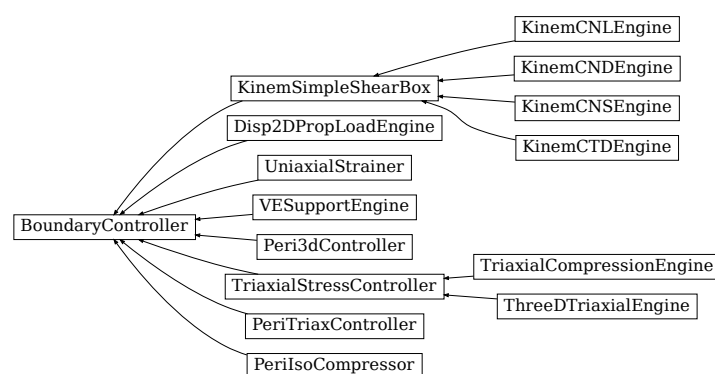 KinemCNLEngine
KinemCNDEngine
KinemSimpleShearBox
KinemCNSEngine
Disp2DPropLoadEngine
KinemCTDEngine
UniaxialStrainer
VESupportEngine
BoundaryController
Peri3dController
TriaxialCompressionEngine
TriaxialStressController
ThreeDTriaxialEngine
PeriTriaxController
PeriIsoCompressor